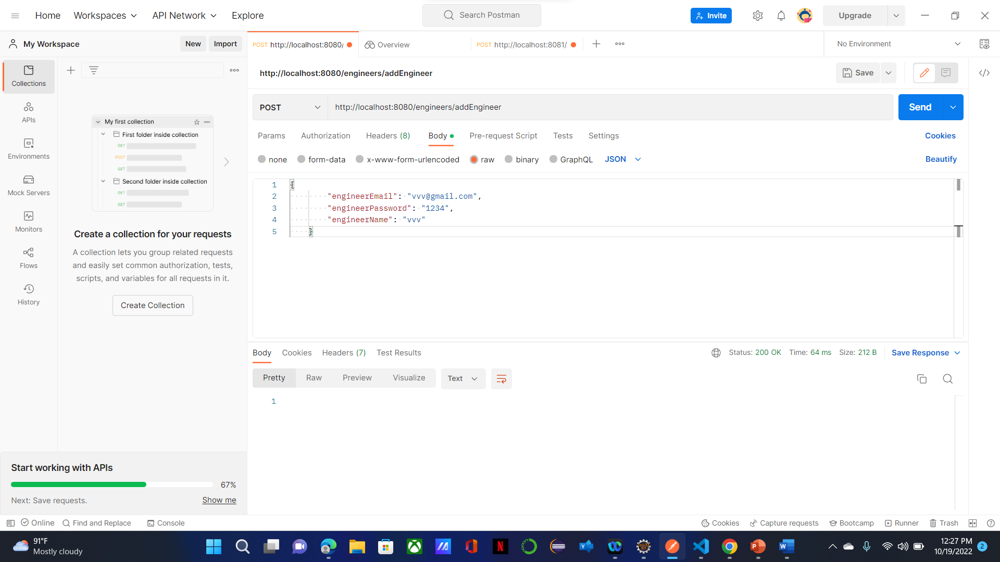 Home Workspaces API Network Explore Search Postman Invite Upgrade
My Workspace New Import POST http://localhost:8080/ Overview POST http://localhost:8081/ No Environment
http://localhost:8080/engineers/addEngineer Save
Collections
APIs
Environments
Mock Servers
Monitors
Flows
History
My first collection
First folder inside collection
GET
POST
GET
Second folder inside collection
GET
GET
Create a collection for your requests
A collection lets you group related requests
and easily set common authorization, tests,
scripts, and variables for all requests in it.
Create Collection
Start working with APIs
67%
Next: Save requests. Show me
POST http://localhost:8080/engineers/addEngineer Send
Params Authorization Headers (8) Body Pre-request Script Tests Settings Cookies
none form-data x-www-form-urlencoded raw binary GraphQL JSON Beautify
1 {
2 "engineerEmail": "vvv@gmail.com",
3 "engineerPassword": "1234",
4 "engineerName": "vvv"
5 }
Body Cookies Headers (7) Test Results Status: 200 OK Time: 64 ms Size: 212 B Save Response
Pretty Raw Preview Visualize Text
1
Online Find and Replace Console Cookies Capture requests Bootcamp Runner Trash
91°F
Mostly cloudy
12:27 PM
10/19/2022 2